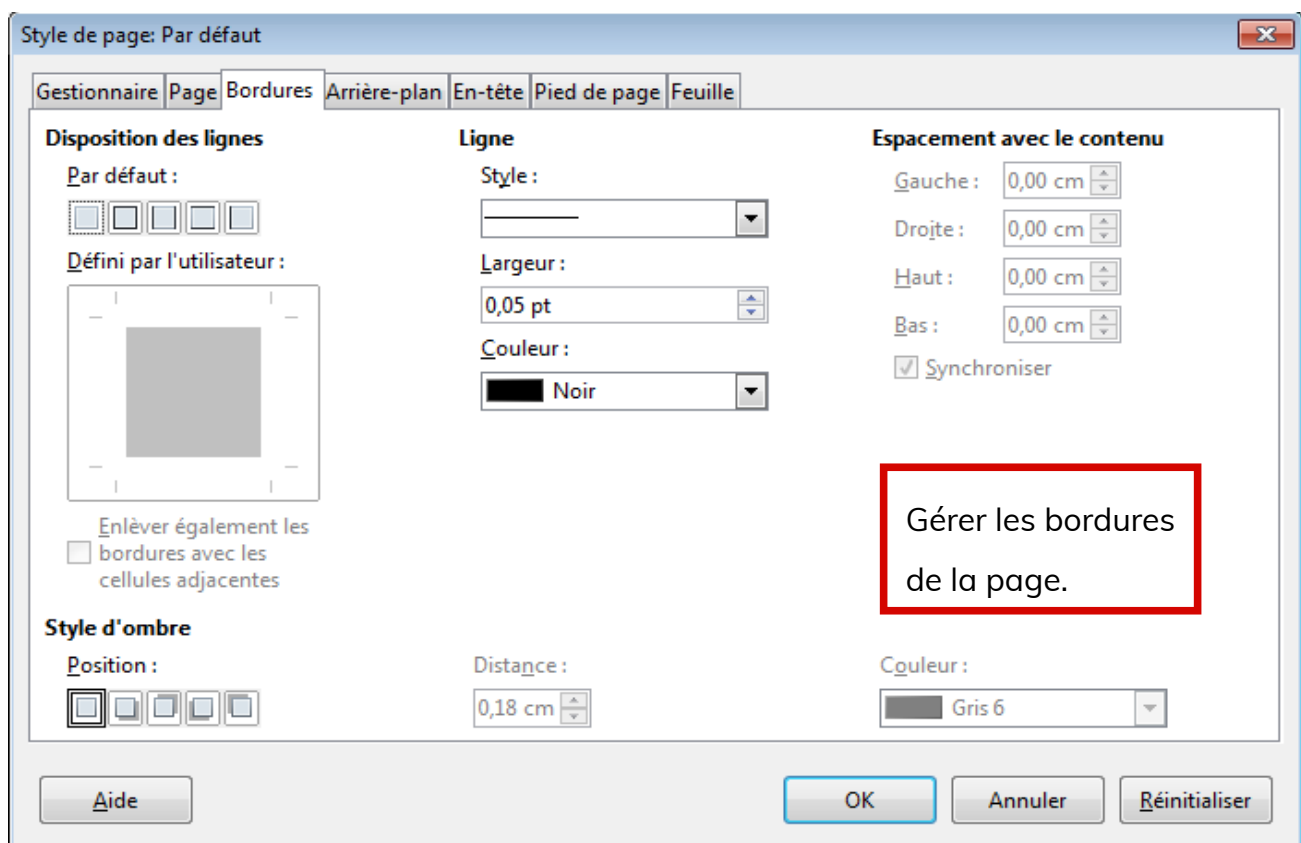 Style de page: Par défaut
Gestionnaire Page Bordures Arrière-plan En-tête Pied de page Feuille
Disposition des lignes
Par défaut :
Défini par l'utilisateur :
Enlèver également les
bordures avec les
cellules adjacentes
Ligne
Style :
Largeur :
0,05 pt
Couleur :
Noir
Espacement avec le contenu
Gauche : 0,00 cm
Droite : 0,00 cm
Haut : 0,00 cm
Bas : 0,00 cm
Synchroniser
Gérer les bordures
de la page.
Style d'ombre
Position :
Distance :
0,18 cm
Couleur :
Gris 6
Aide OK Annuler Réinitialiser